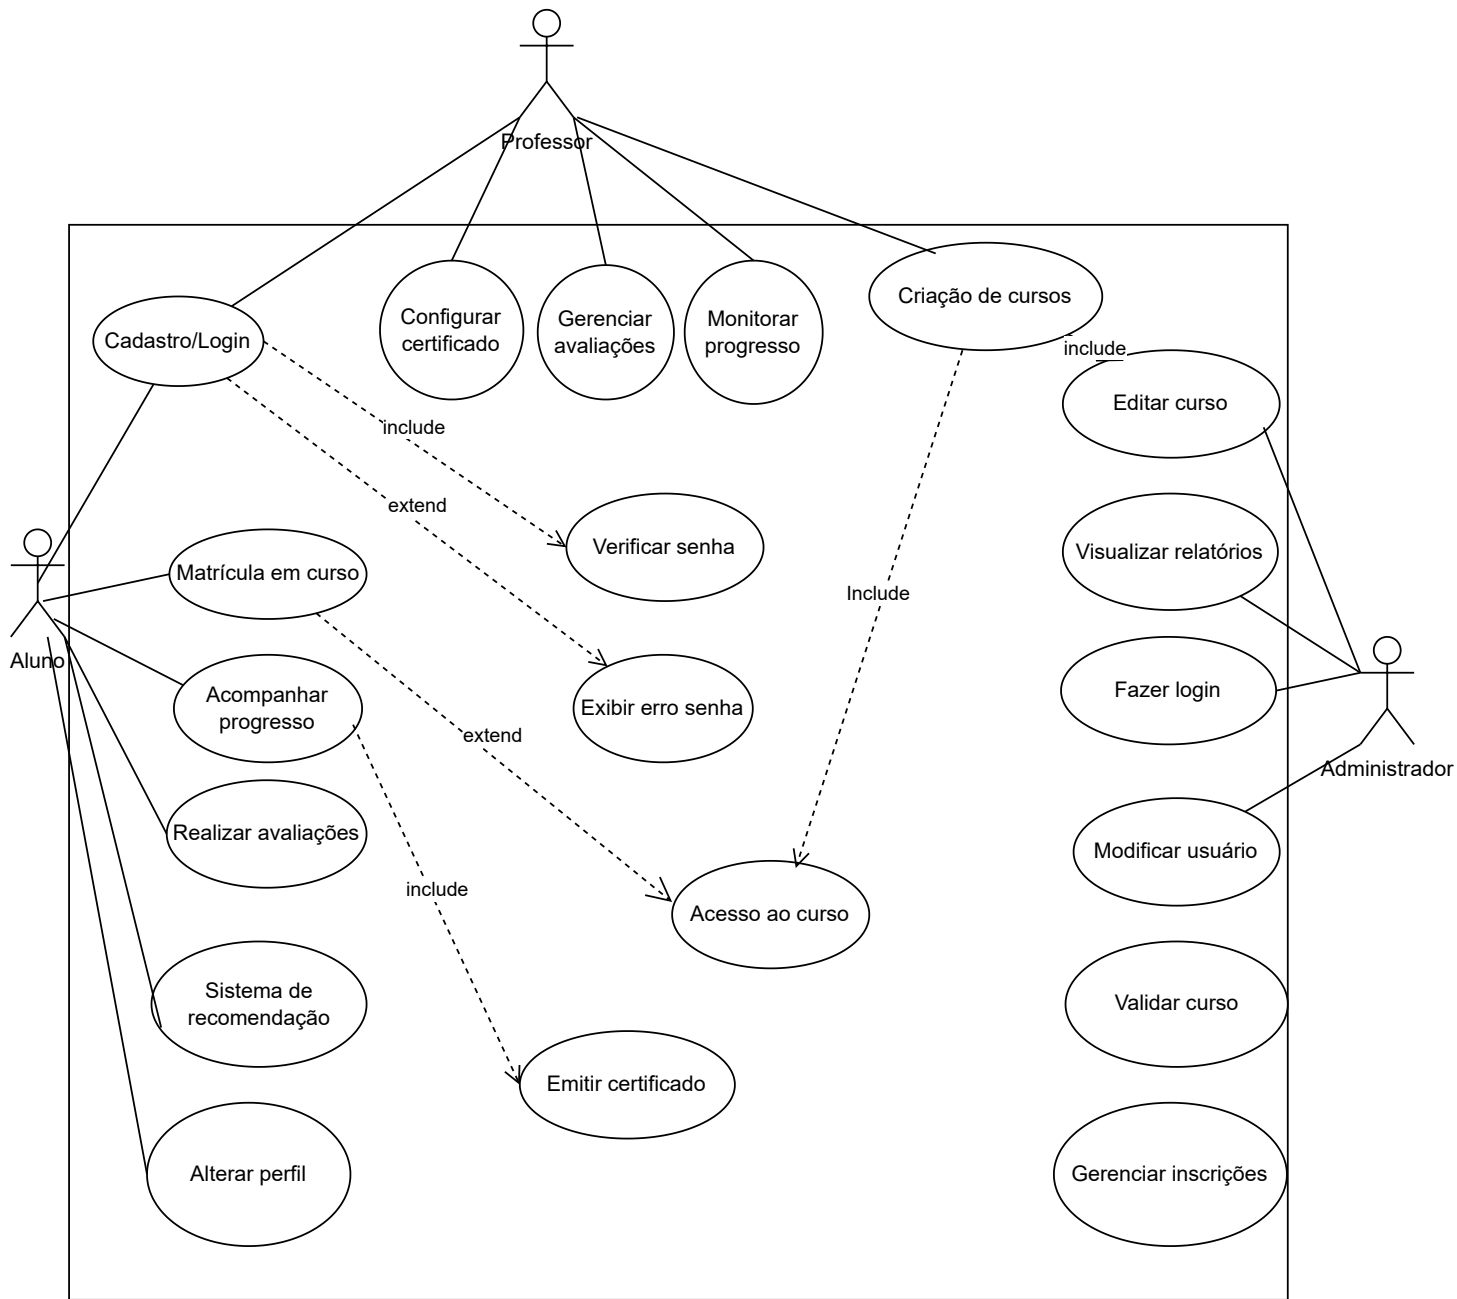 Professor
Criação de cursos
Configurar
certificado
Gerenciar
avaliações
Monitorar
progresso
Cadastro/Login
include
Editar curso
include
extend
Verificar senha
Visualizar relatórios
Matrícula em curso
Include
Aluno
Acompanhar
progresso
Exibir erro senha
Fazer login
extend
Administrador
Realizar avaliações
Modificar usuário
include
Acesso ao curso
Sistema de
recomendação
Validar curso
Emitir certificado
Alterar perfil
Gerenciar inscrições